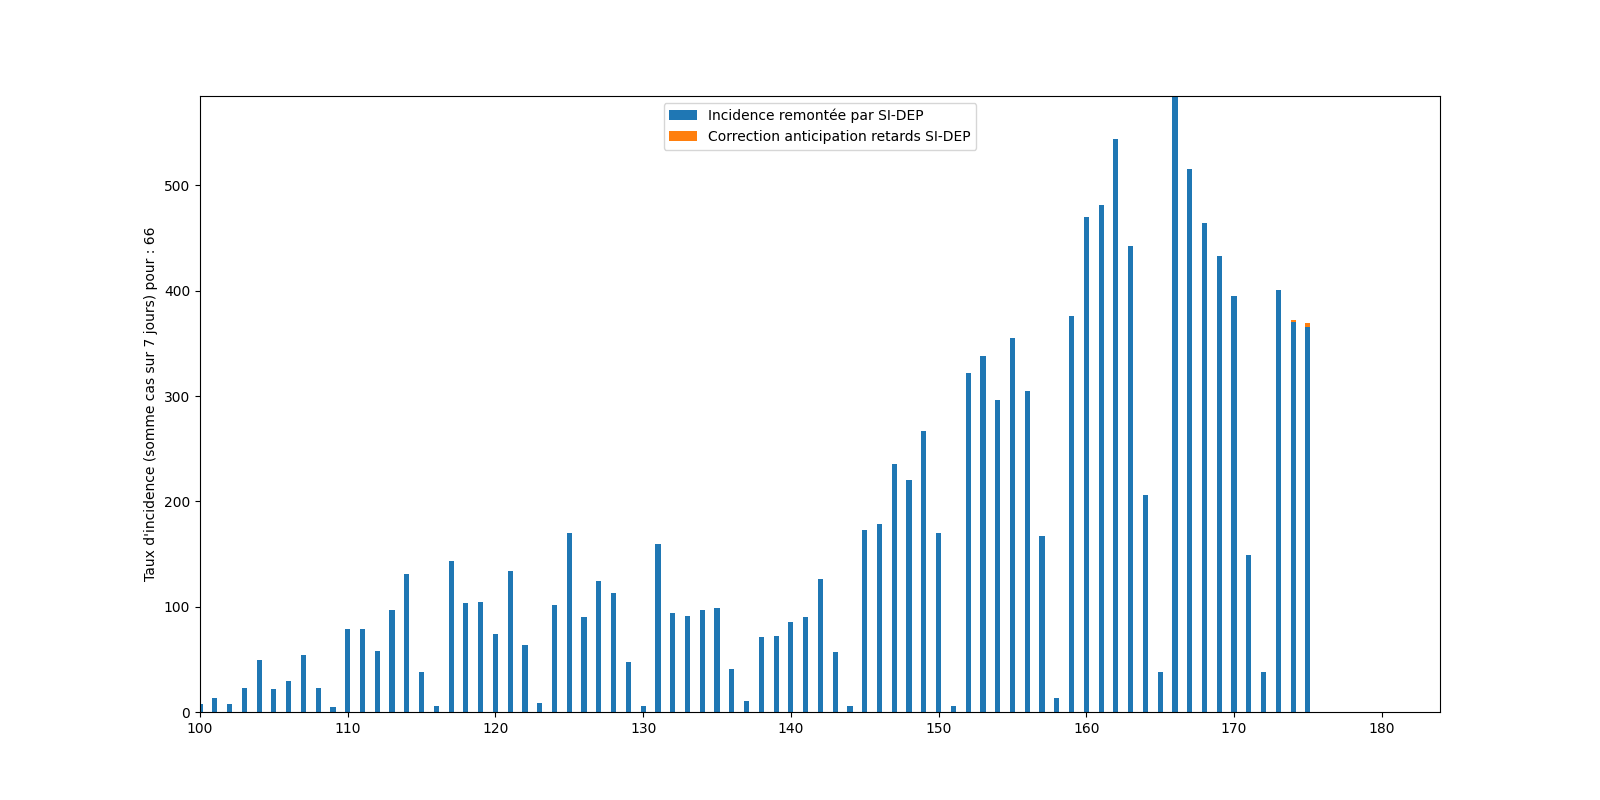 Incidence remontée par SI-DEP
Correction anticipation retards SI-DEP
Taux d'incidence (somme cas sur 7 jours) pour : 66
500
400
300
200
100
0
100 110 120 130 140 150 160 170 180